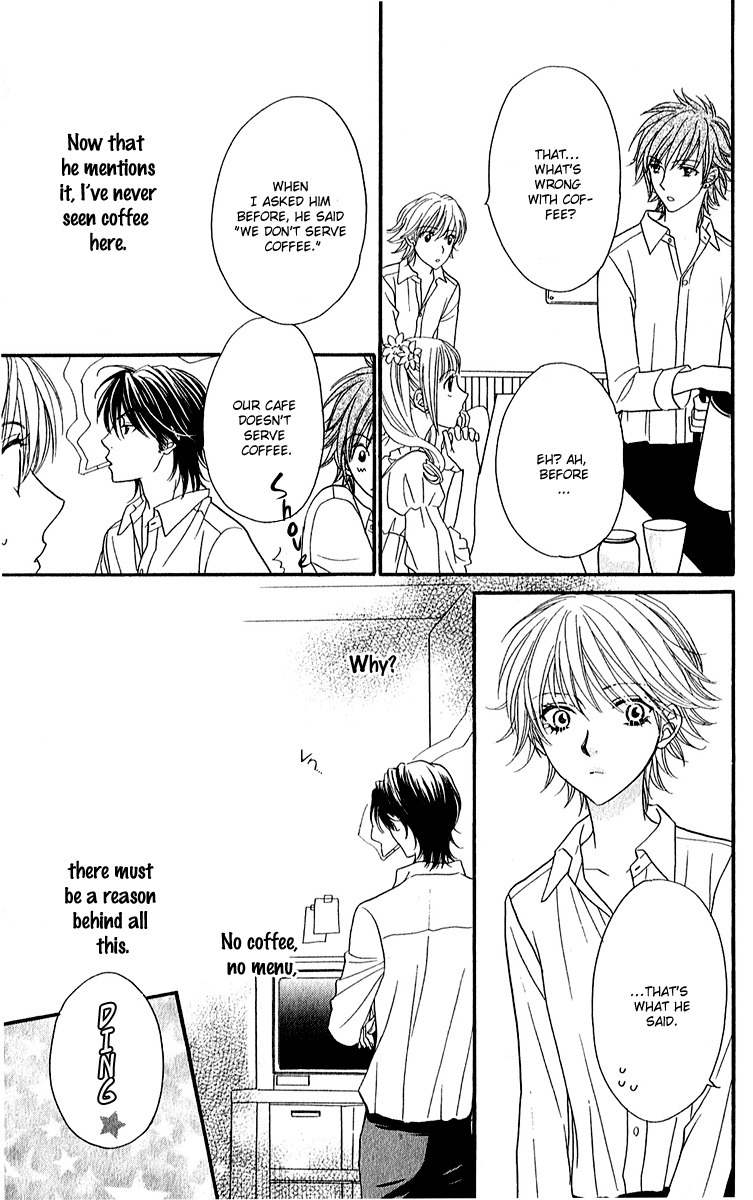 THAT...
WHAT'S
WRONG
WITH COF-
FEE?
EH? AH,
BEFORE
...
WHEN
I ASKED HIM
BEFORE, HE SAID
"WE DON'T SERVE
COFFEE."
Now that
he mentions
it, I've never
seen coffee
here.
OUR CAFE
DOESN'T
SERVE
COFFEE.
Shove
...THAT'S
WHAT HE
SAID.
Why?
Vn...
No coffee,
no menu,
there must
be a reason
behind all
this.
DING